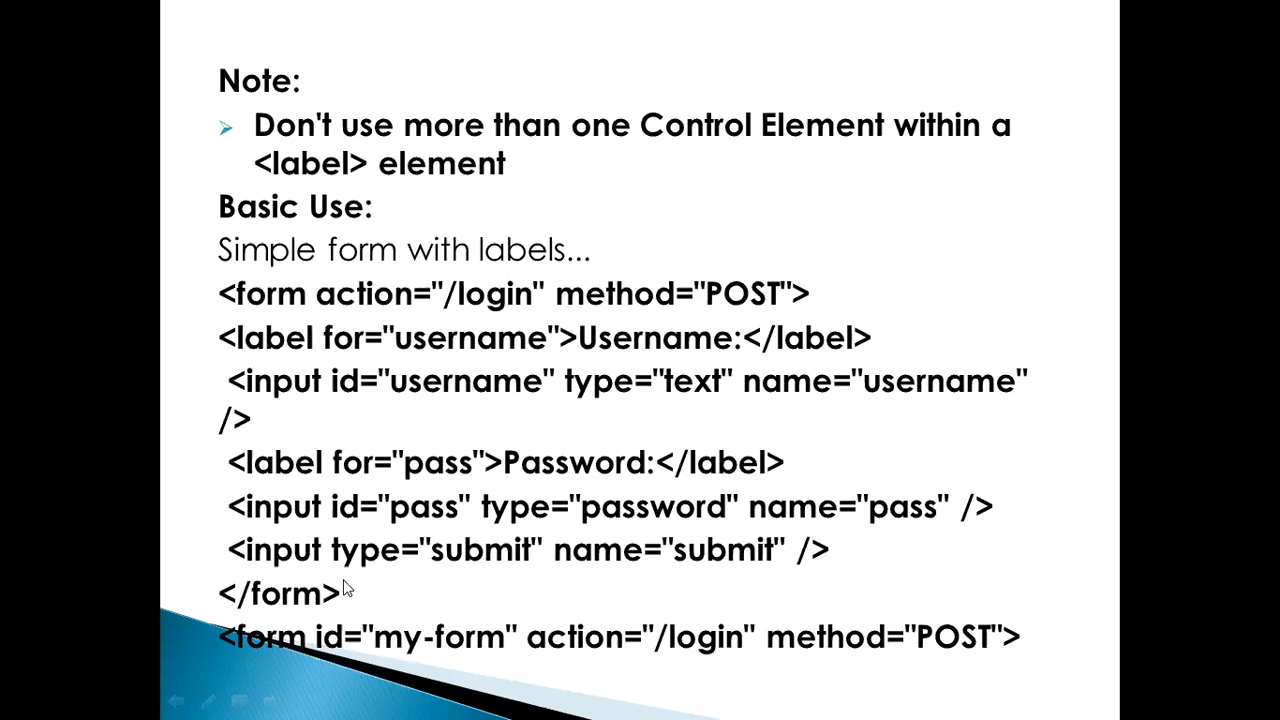 Note:
Don't use more than one Control Element within a
<label> element
Basic Use:
Simple form with labels...
<form action="/login" method="POST">
<label for="username">Username:</label>
<input id="username" type="text" name="username"
/>
<label for="pass">Password:</label>
<input id="pass" type="password" name="pass" />
<input type="submit" name="submit" />
</form>
<form id="my-form" action="/login" method="POST">